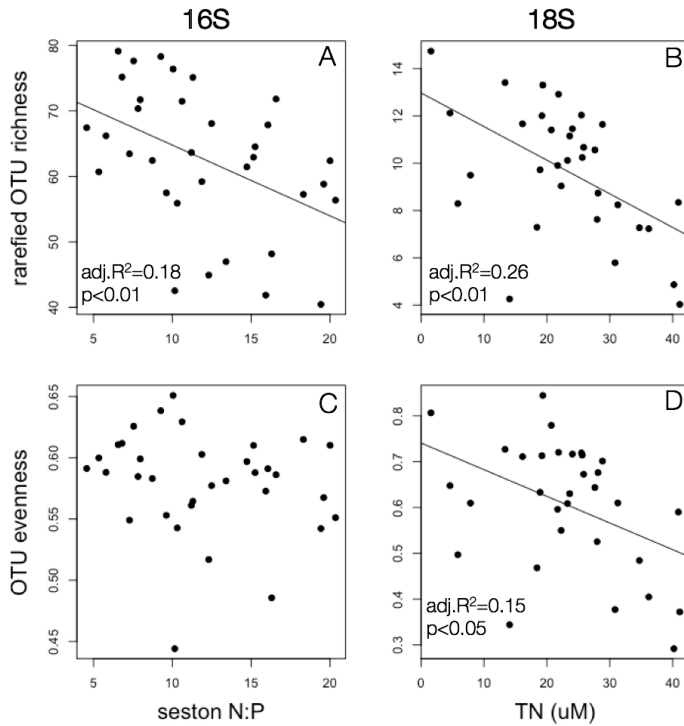 16S
18S
rarefied OTU richness
80
70
60
50
40
A
adj.R²=0.18
p<0.01
5
10
15
20
14
12
10
8
6
4
B
adj.R²=0.26
p<0.01
0
10
20
30
40
OTU evenness
0.65
0.60
0.55
0.50
0.45
C
5
10
15
20
seston N:P
0.8
0.7
0.6
0.5
0.4
0.3
D
adj.R²=0.15
p<0.05
0
10
20
30
40
TN (uM)